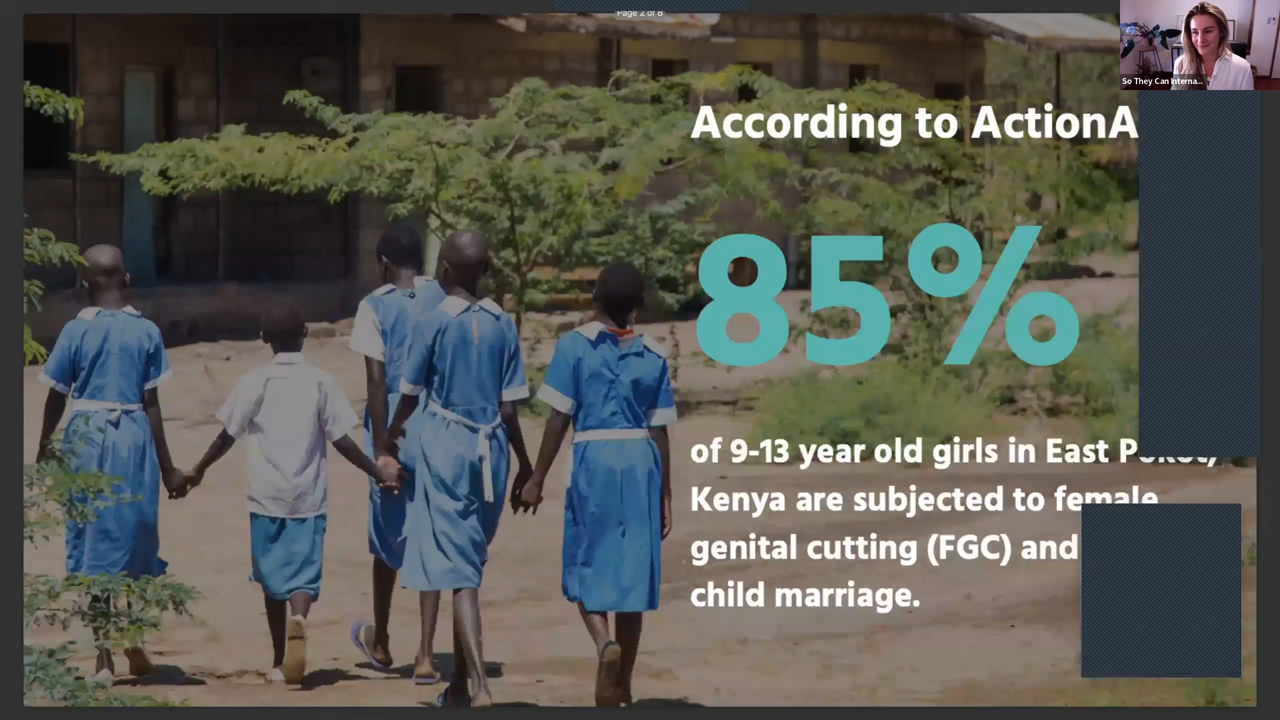 Page 2 of 8
So They Can Interna...
According to ActionA
85%
of 9-13 year old girls in East
Kenya are subjected to female
genital cutting (FGC) and
child marriage.